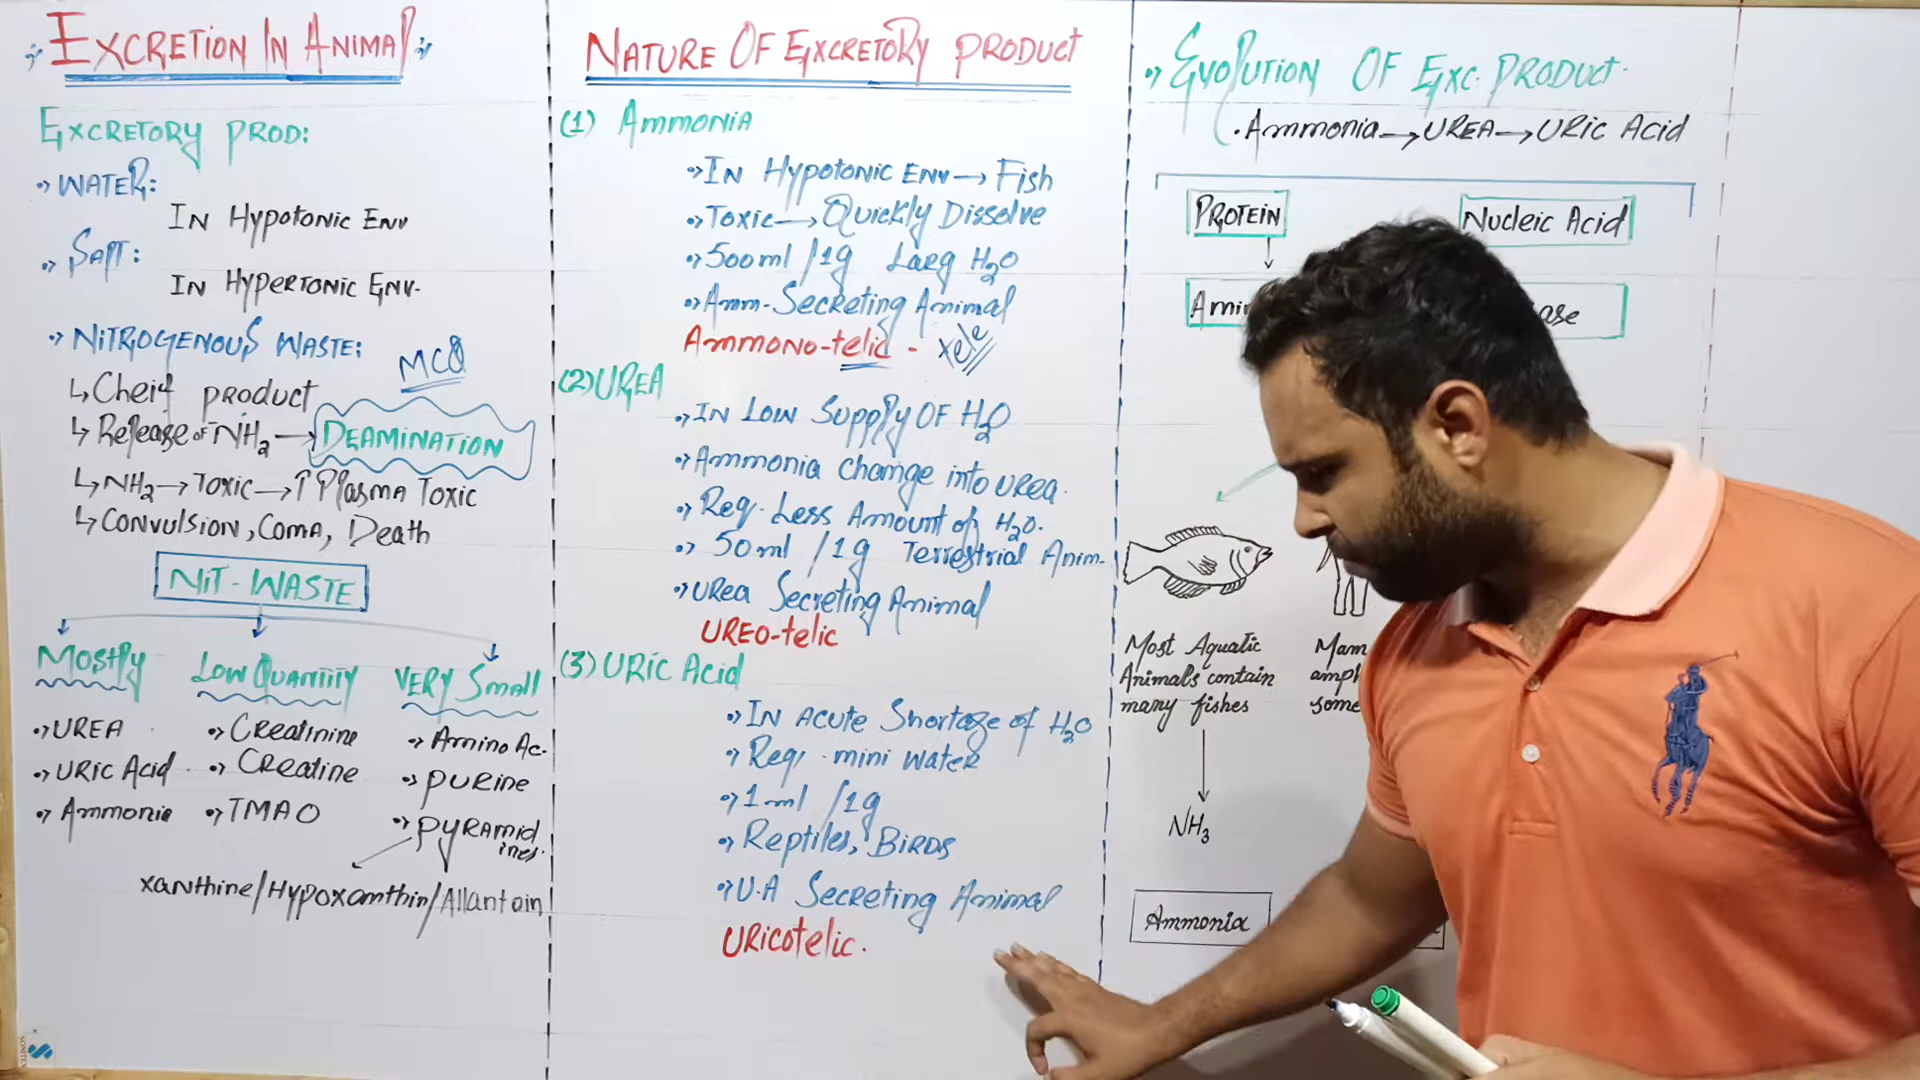 EXCRETION IN ANIMAL
EXCRETORY PROD:
WATER:
IN Hypotonic Env
SALT:
IN HYPERTONIC ENV.
NITROGENOUS WASTE:
MCQ
Cheif product
Release of NH2 → DEAMINATION
NH2 → Toxic → ↑ Plasma Toxic
Convulsion, Coma, Death
NIT-WASTE
MOSTLY
UREA
URic Acid
Ammonia
LOW QUANTITY
Creatinine
Creatine
TMAO
VERY Small
Amino Ac.
PURine
PYRAMID
ines.
xanthine/Hypoxanthin/Allantoin
NATURE OF EXCRETORY PRODUCT
(1) Ammonia
IN Hypotonic Env → Fish
Toxic → Quickly Dissolve
500ml/1g Larg H2O
Amm-Secreting Animal
Ammono-telic - xele
(2) UREA
IN LOW Supply OF H2O
Ammonia change into urea.
Req. Less Amount of H2O.
50ml/1g Terrestrial Anim.
Urea Secreting Animal
UREO-telic
(3) URic Acid
IN Acute Shortage of H2O
Req. mini water
1ml/1g
Reptiles, BIRDS
U.A Secreting Animal
URicotelic.
EVOLUTION OF EXC. PRODUCT.
.Ammonia → UREA → URic Acid
PROTEIN
Nucleic Acid
Ami
ase
Most Aquatic
Animals contain
many fishes
NH3
Ammonia
Mam
amph
some